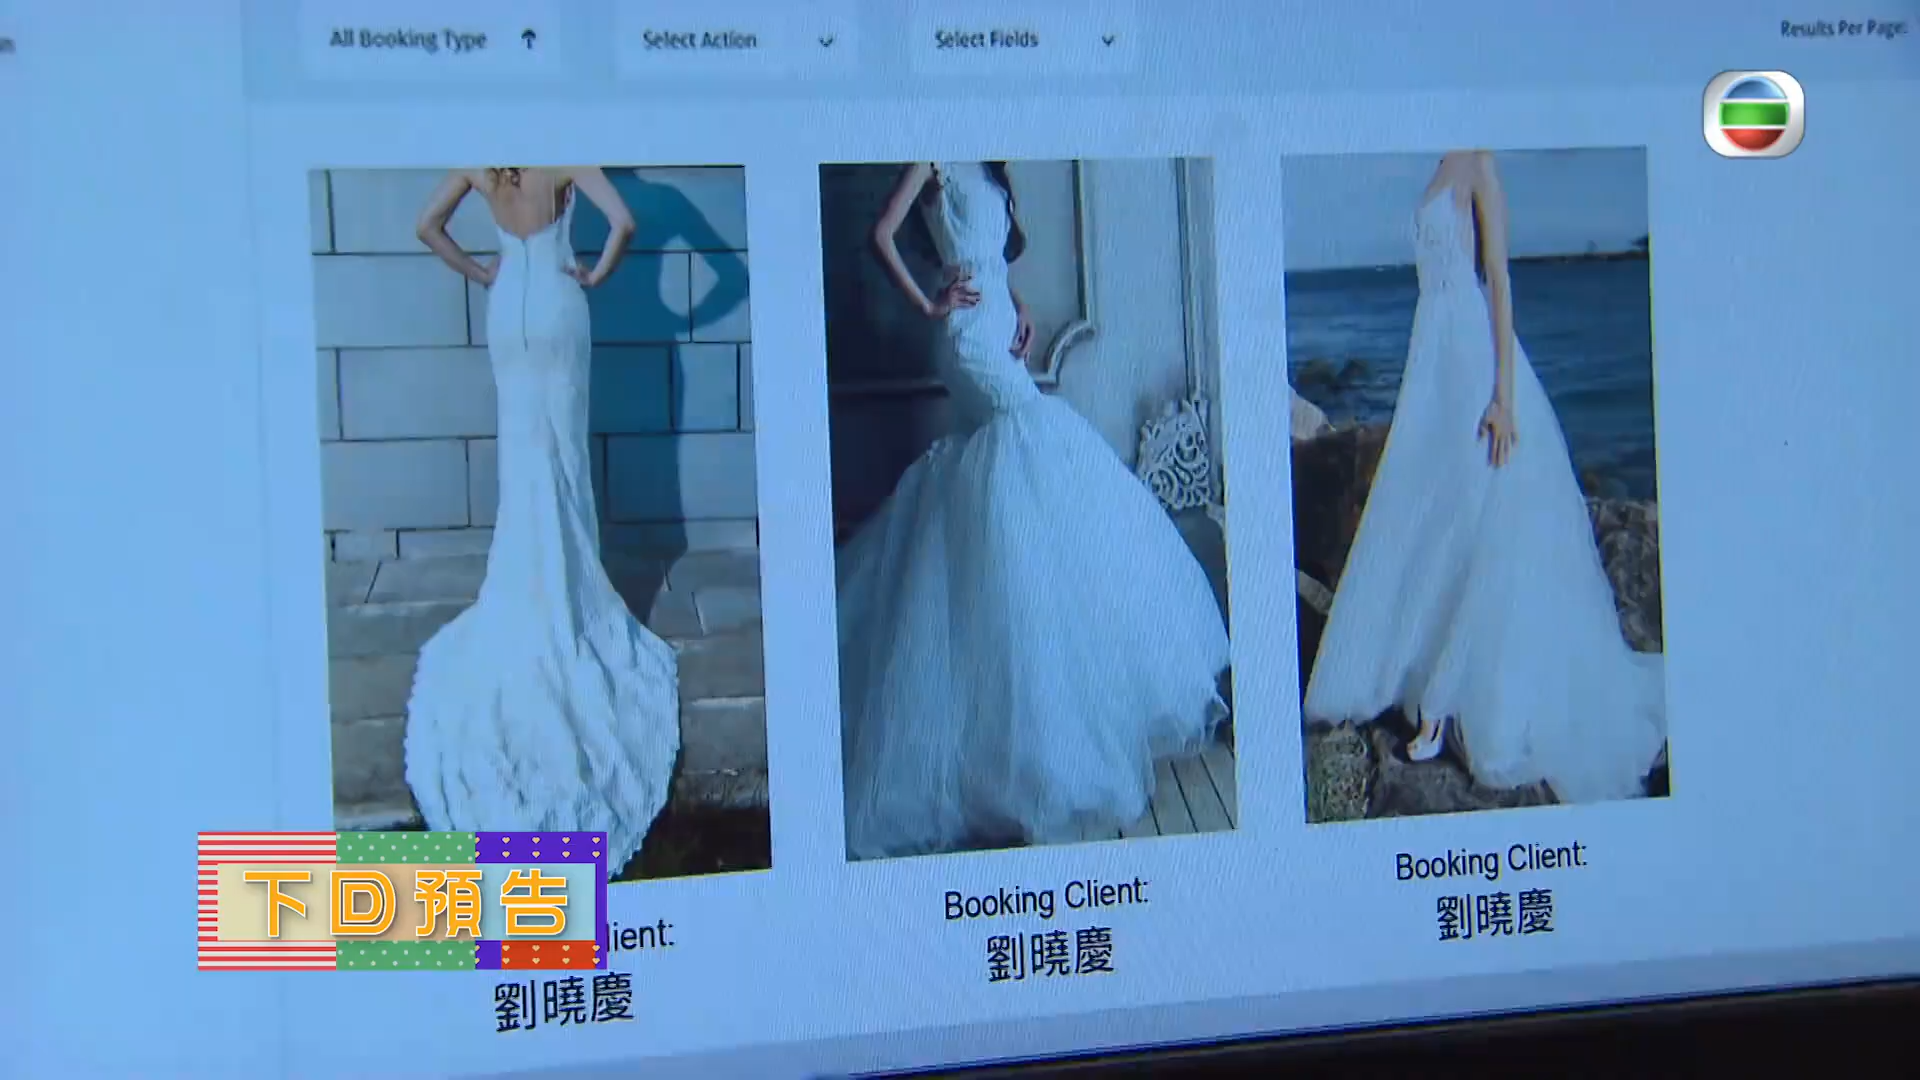 All Booking Type
Select Action
Select Fields
Results Per Page:
下回預告
lient:
劉曉慶
Booking Client:
劉曉慶
Booking Client:
劉曉慶